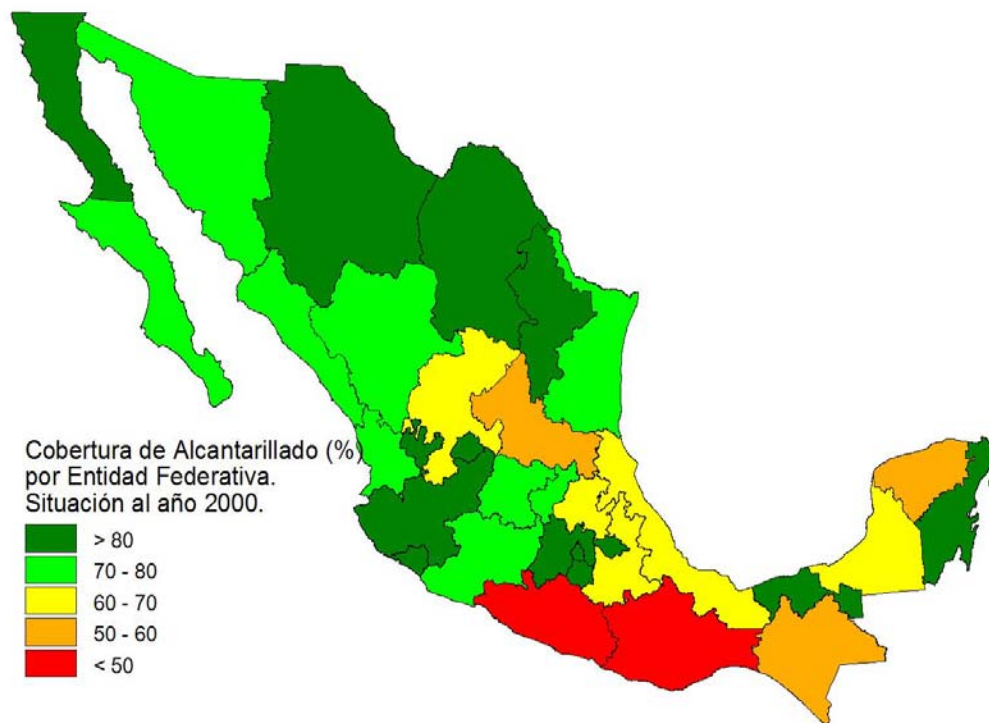 Cobertura de Alcantarillado (%)
por Entidad Federativa.
Situación al año 2000.
> 80
70 - 80
60 - 70
50 - 60
< 50